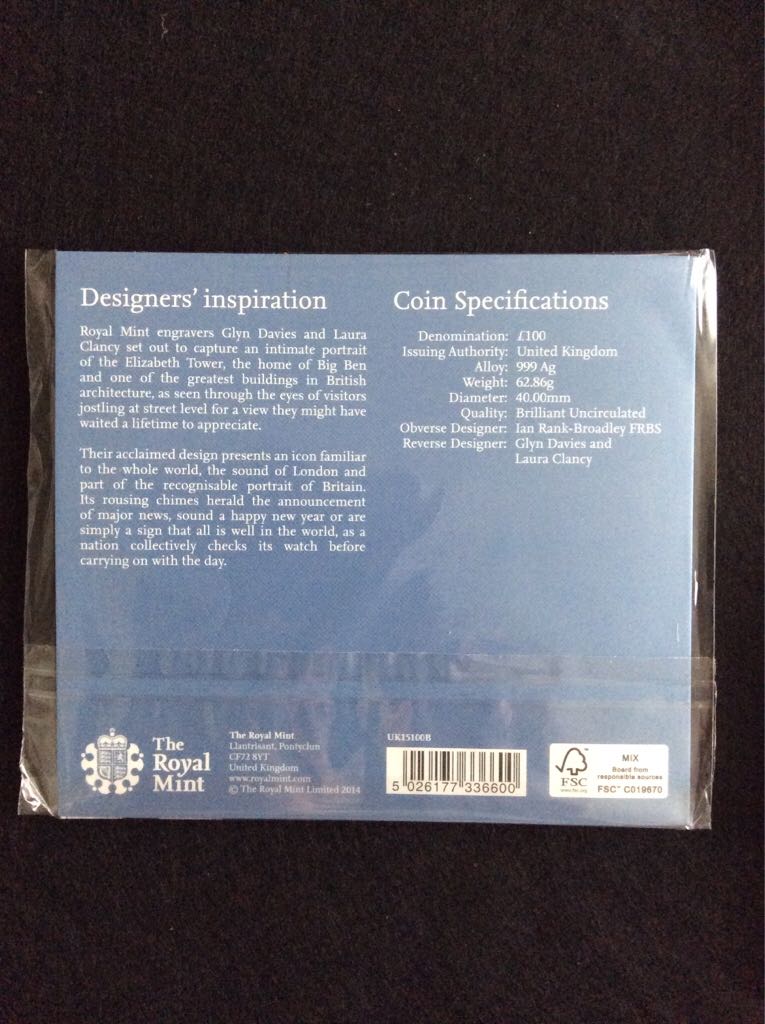 Designers' inspiration
Royal Mint engravers Glyn Davies and Laura
Clancy set out to capture an intimate portrait
of the Elizabeth Tower, the home of Big Ben
and one of the greatest buildings in British
architecture, as seen through the eyes of visitors
jostling at street level for a view they might have
waited a lifetime to appreciate.
Their acclaimed design presents an icon familiar
to the whole world, the sound of London and
part of the recognisable portrait of Britain.
Its rousing chimes herald the announcement
of major news, sound a happy new year or are
simply a sign that all is well in the world, as
a nation collectively checks its watch before
carrying on with the day.
Coin Specifications
Denomination: £100
Issuing Authority: United Kingdom
Alloy: 999 Ag
Weight: 62.86g
Diameter: 40.00mm
Quality: Brilliant Uncirculated
Obverse Designer: Ian Rank-Broadley FRBS
Reverse Designer: Glyn Davies and
Laura Clancy
The
Royal
Mint
The Royal Mint
Llantrisant, Pontyclun
CF72 8YT
United Kingdom
www.royalmint.com
© The Royal Mint Limited 2014
UK15100B
5 026177 336600
FSC
www.fsc.org
MIX
Board from
responsible sources
FSC™ C019670